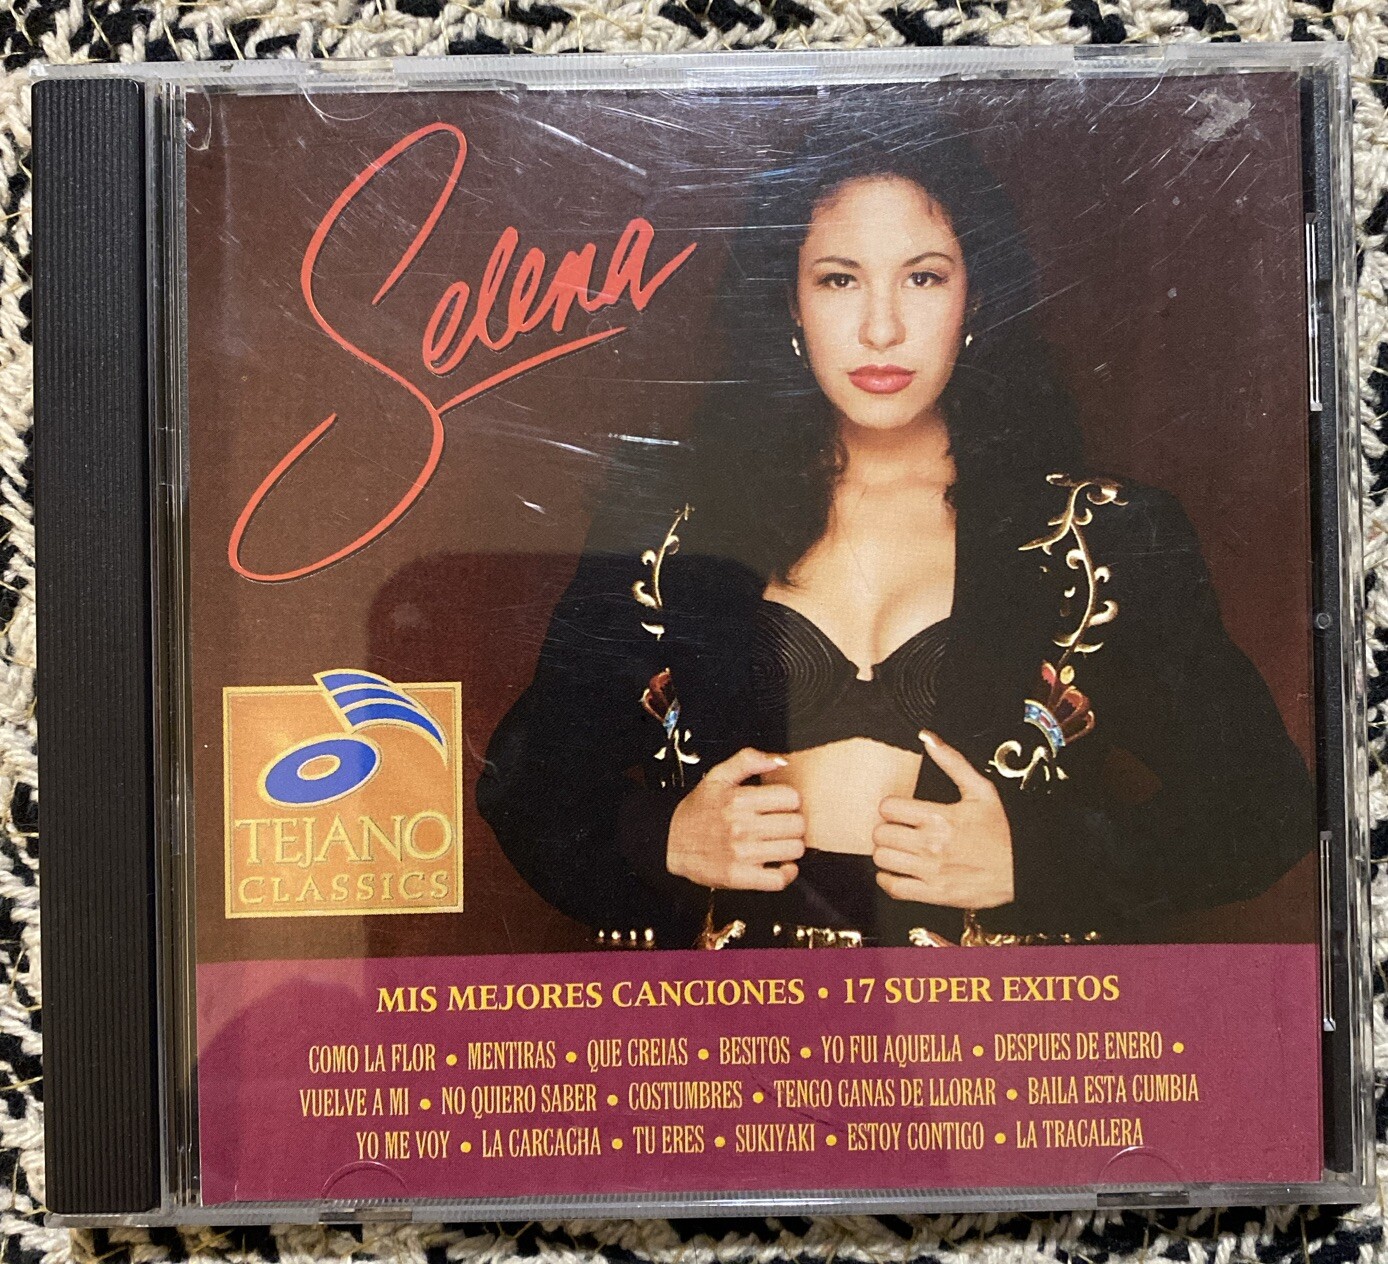 Selena
TEJANO
CLASSICS
MIS MEJORES CANCIONES • 17 SUPER EXITOS
COMO LA FLOR • MENTIRAS • QUE CREIAS • BESITOS • YO FUI AQUELLA • DESPUES DE ENERO •
VUELVE A MI • NO QUIERO SABER • COSTUMBRES • TENGO GANAS DE LLORAR • BAILA ESTA CUMBIA
YO ME VOY • LA CARCACHA • TU ERES • SUKIYAKI • ESTOY CONTIGO • LA TRACALERA